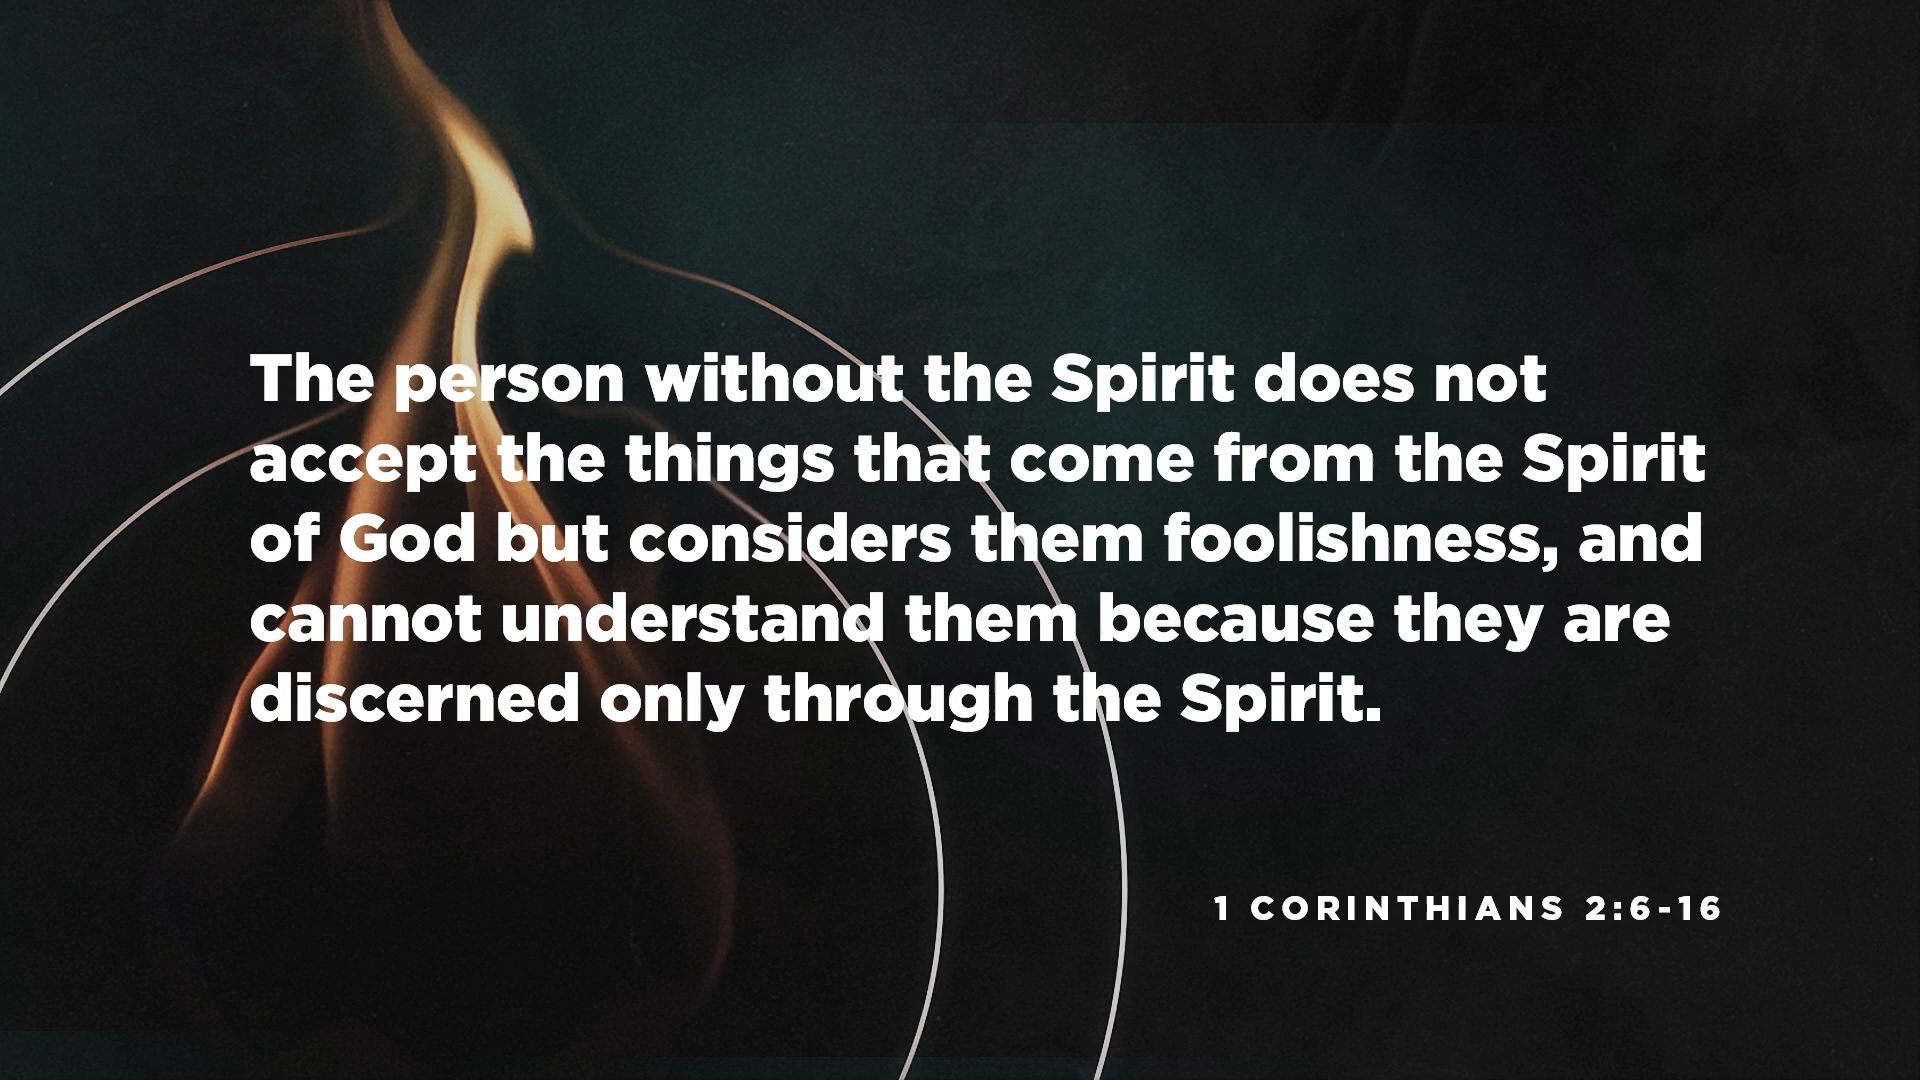 The person without the Spirit does not
accept the things that come from the Spirit
of God but considers them foolishness, and
cannot understand them because they are
discerned only through the Spirit.
1 CORINTHIANS 2:6-16